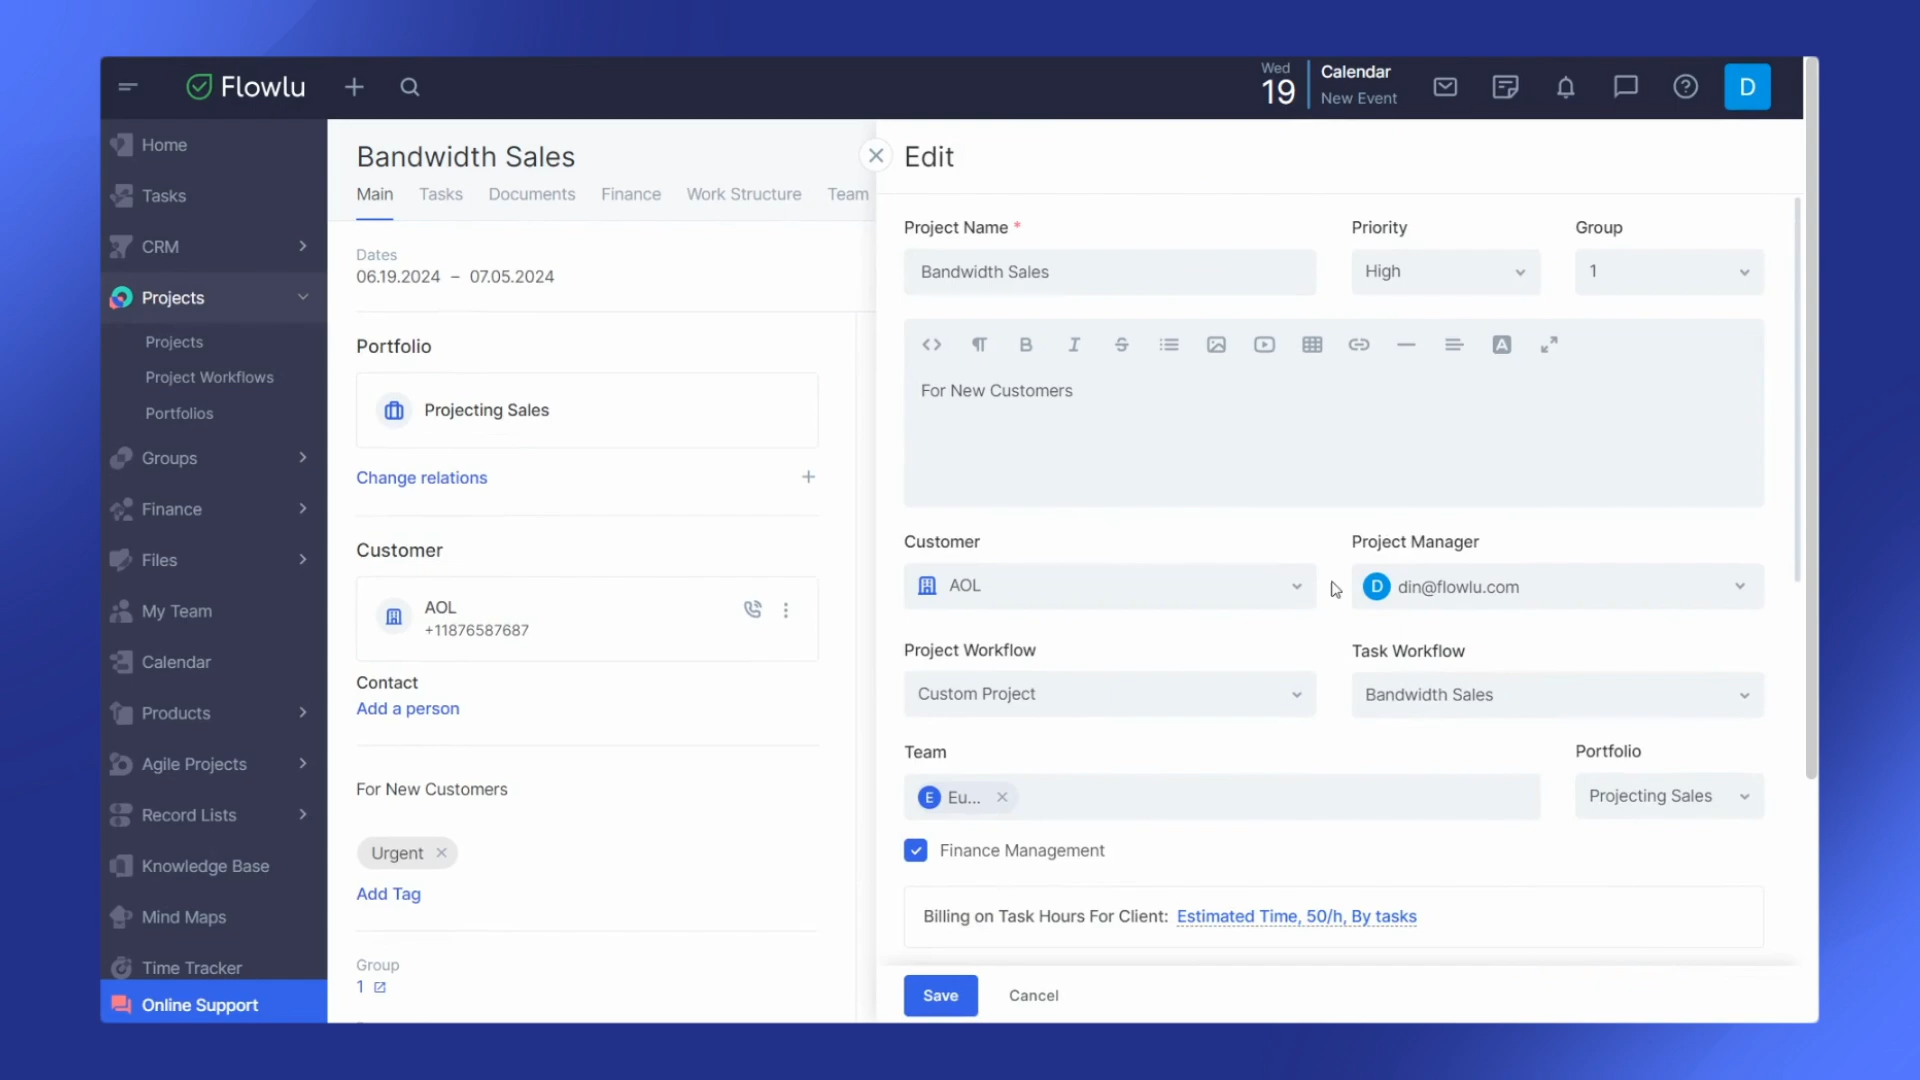 Flowlu
Wed
19
Calendar
New Event
D
Home
Tasks
CRM
Projects
Projects
Project Workflows
Portfolios
Groups
Finance
Files
My Team
Calendar
Products
Agile Projects
Record Lists
Knowledge Base
Mind Maps
Time Tracker
Online Support
Bandwidth Sales
Main Tasks Documents Finance Work Structure Team
Dates
06.19.2024 – 07.05.2024
Portfolio
Projecting Sales
Change relations
Customer
AOL
+11876587687
Contact
Add a person
For New Customers
Urgent
Add Tag
Group
1
Edit
Project Name * Priority Group
Bandwidth Sales High 1
For New Customers
Customer Project Manager
AOL D din@flowlu.com
Project Workflow Task Workflow
Custom Project Bandwidth Sales
Team Portfolio
E Eu... Projecting Sales
Finance Management
Billing on Task Hours For Client: Estimated Time, 50/h, By tasks
Save Cancel